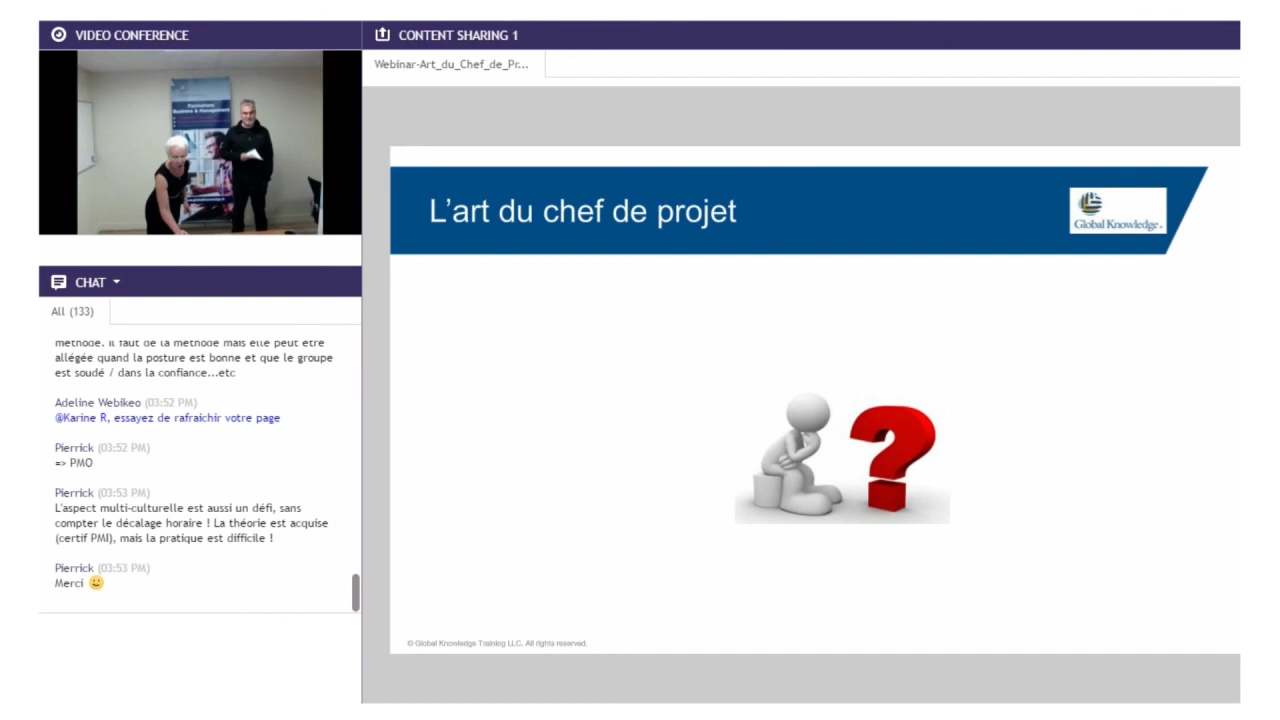 VIDEO CONFERENCE
CONTENT SHARING 1
Webinar-Art_du_Chef_de_Pr...
Formations
Business & Management
CHAT
All (133)
méthode. Il faut de la méthode mais elle peut être
allégée quand la posture est bonne et que le groupe
est soudé / dans la confiance...etc
Adeline Webikeo (03:52 PM)
@Karine R, essayez de rafraichir votre page
Pierrick (03:52 PM)
=> PMO
Pierrick (03:53 PM)
L'aspect multi-culturelle est aussi un défi, sans
compter le décalage horaire ! La théorie est acquise
(certif PMI), mais la pratique est difficile !
Pierrick (03:53 PM)
Merci
L'art du chef de projet
Global Knowledge.
?
© Global Knowledge Training LLC. All rights reserved.